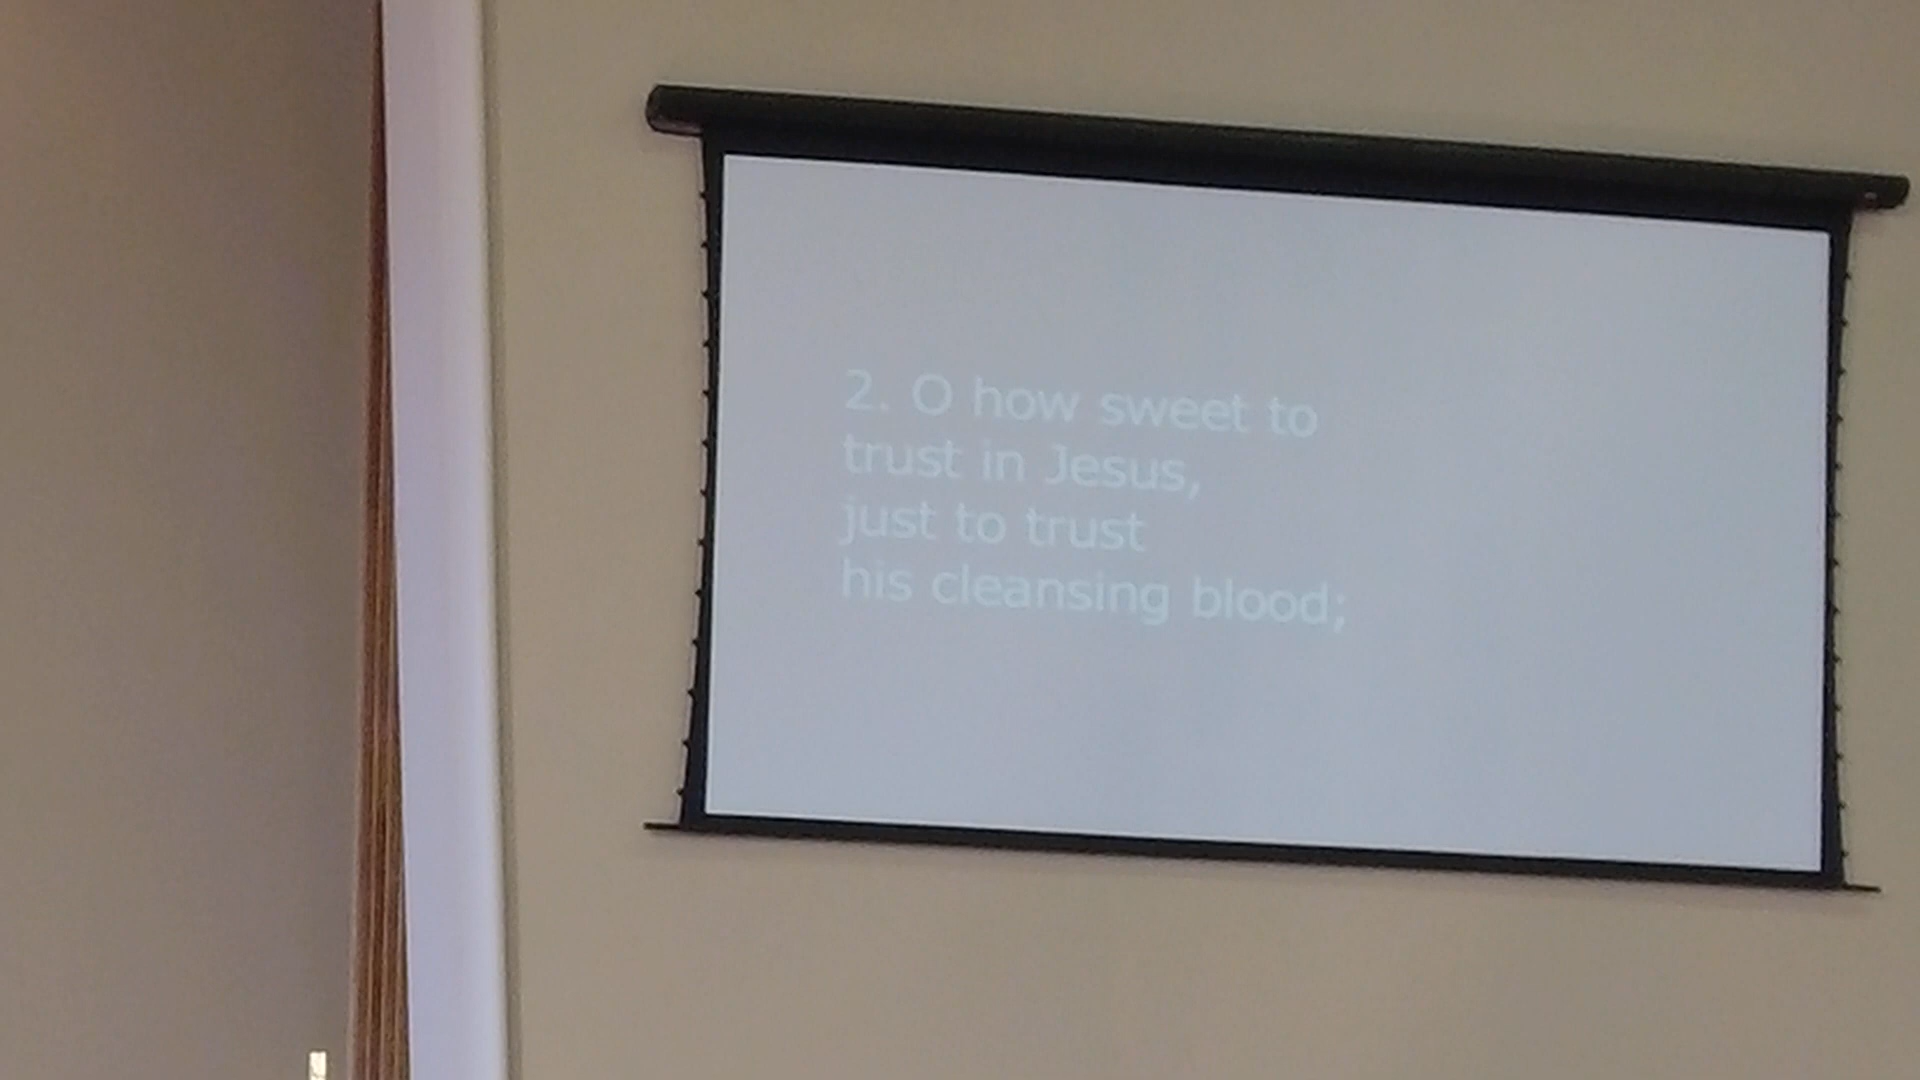 2. O how sweet to
trust in Jesus,
just to trust
his cleansing blood;